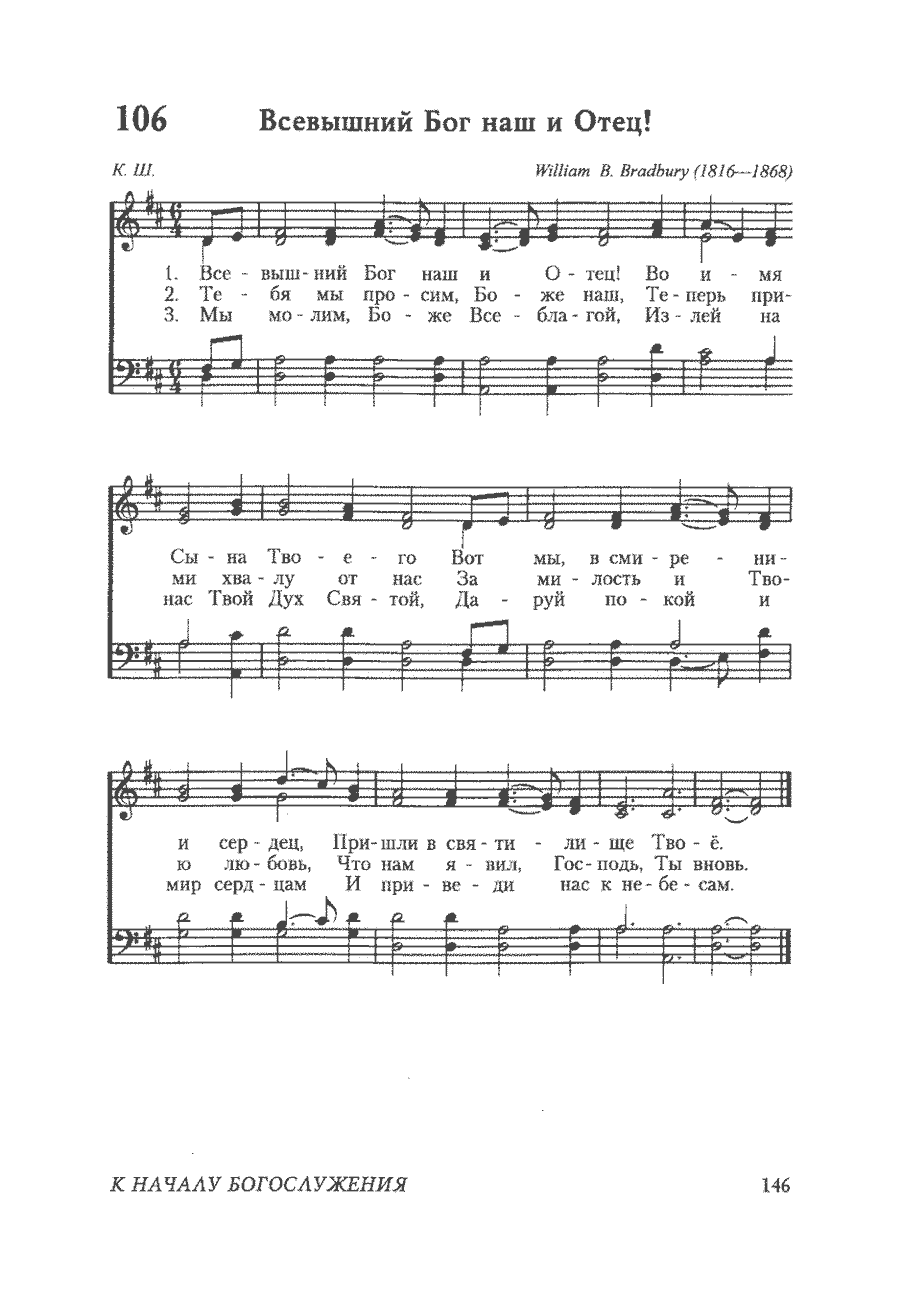 106 Всевышний Бог наш и Отец!
К. Ш. William B. Bradbury (1816—1868)
1. Все - выш - ний Бог наш и О - тец! Во и - мя
2. Те - бя мы про - сим, Бо - же наш, Те - перь при-
3. Мы мо - лим, Бо - же Все - бла - гой, Из - лей на
Сы - на Тво - е - го Вот мы, в сми - ре - ни-
ми хва - лу от нас За ми - лость и Тво-
нас Твой Дух Свя - той, Да - руй по - кой и
и сер - дец, При - шли в свя - ти - ли - ще Тво - ё.
ю лю - бовь, Что нам я - вил, Гос - подь, Ты вновь.
мир серд - цам И при - ве - ди нас к не - бе - сам.
К НАЧАЛУ БОГОСЛУЖЕНИЯ 146